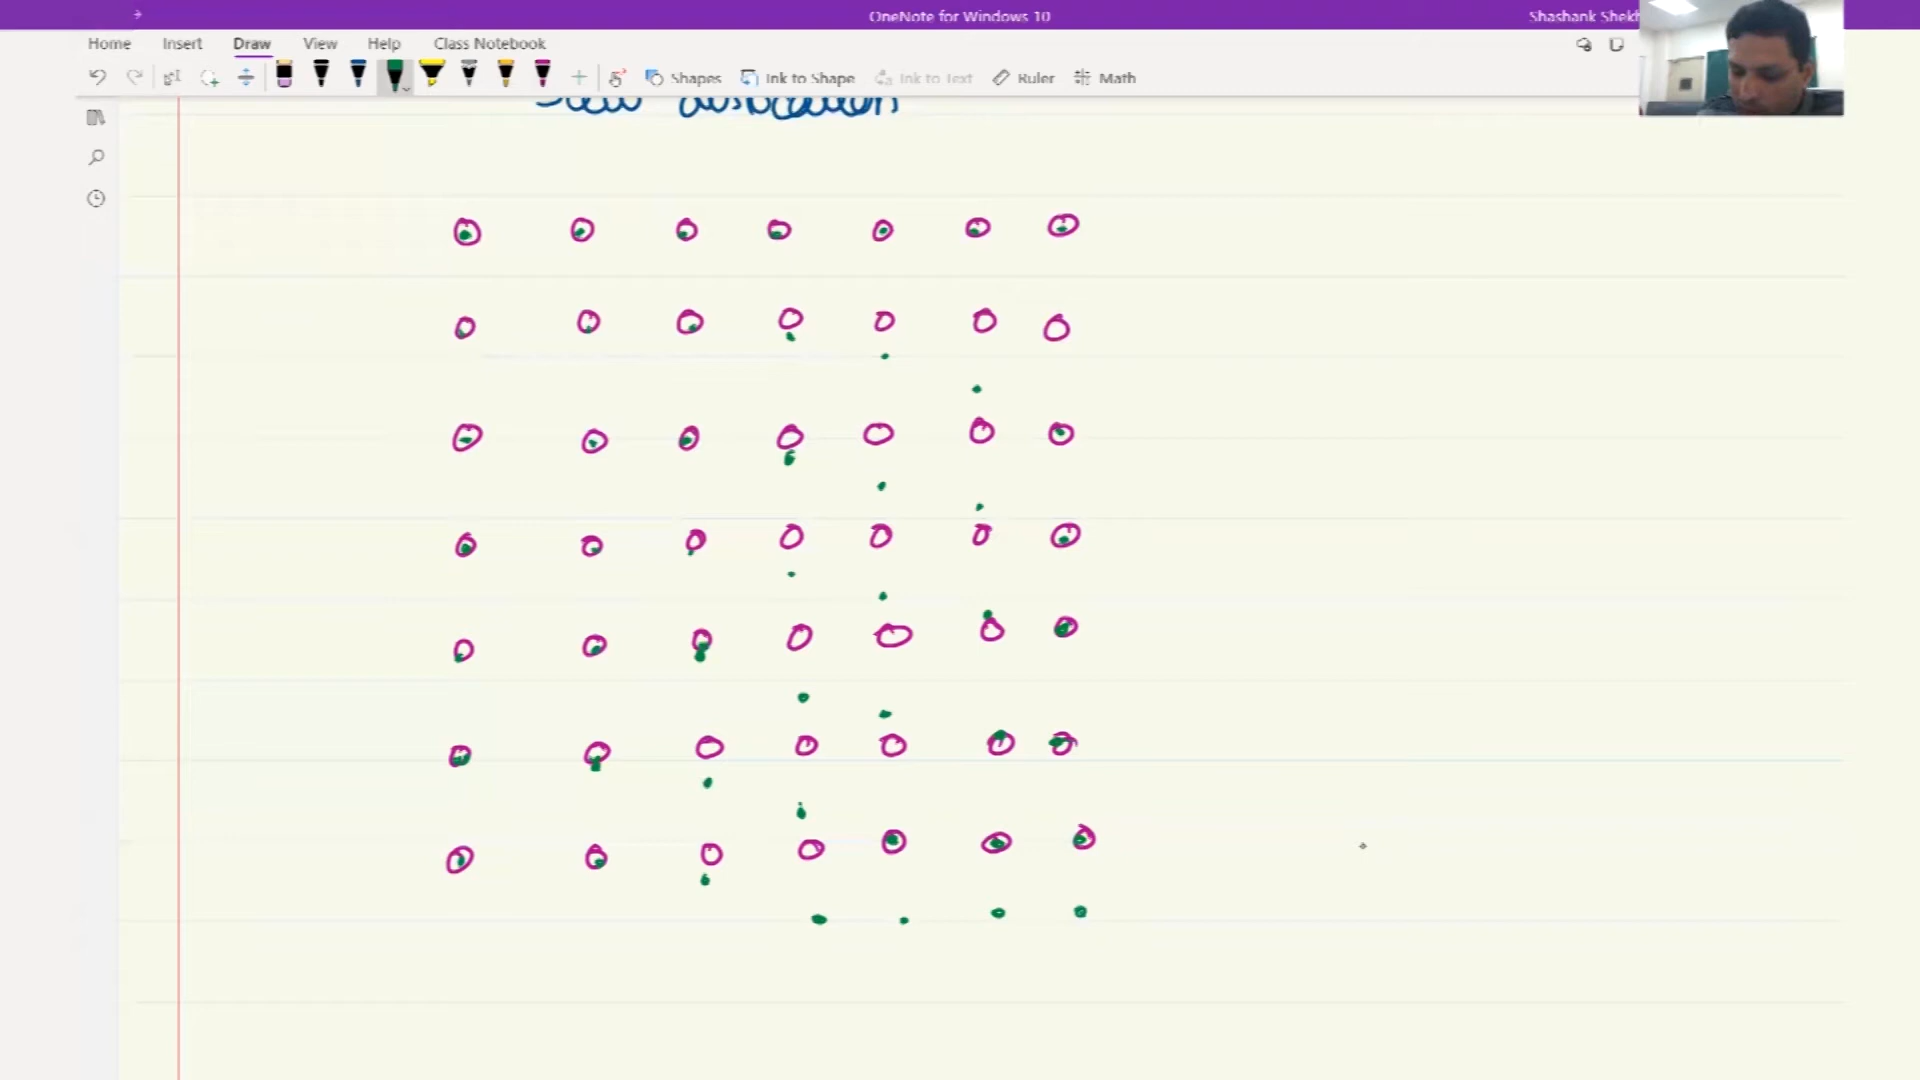 OneNote for Windows 10
Shashank Shekh
Home Insert Draw View Help Class Notebook
Shapes Ink to Shape Ink to Text Ruler Math
dislocation